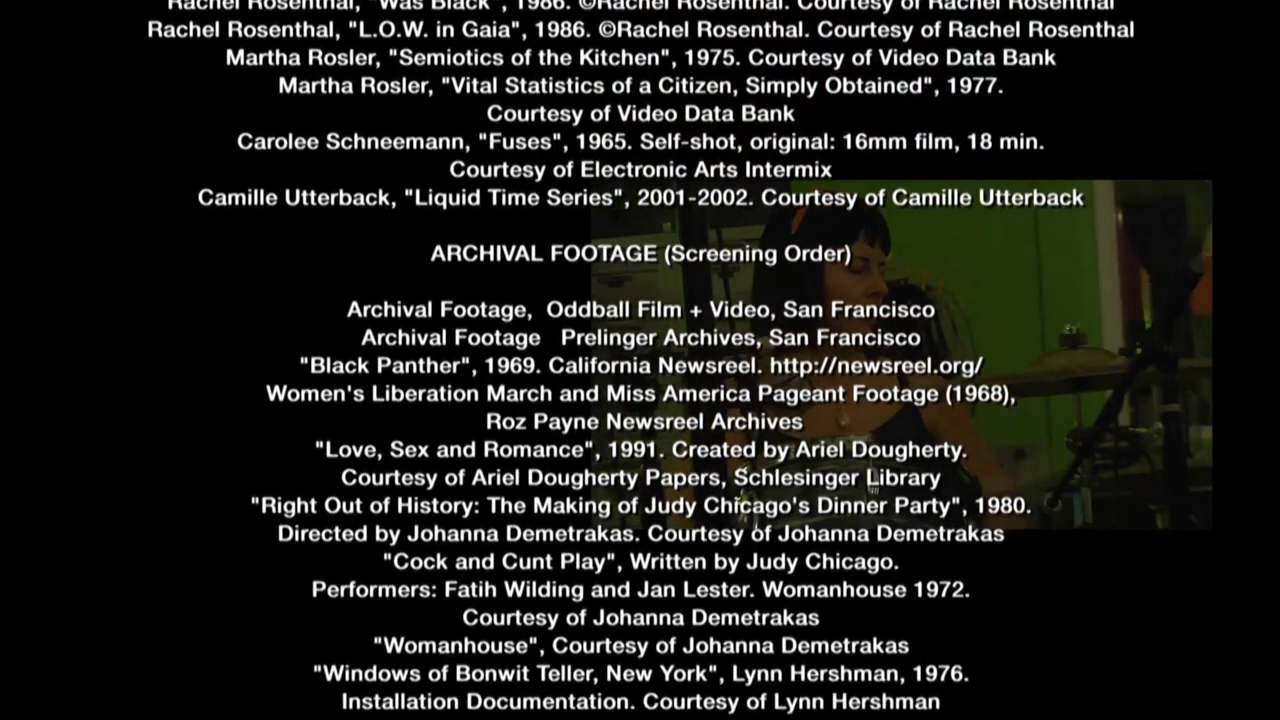 Rachel Rosenthal, "Was Black", 1986. ©Rachel Rosenthal. Courtesy of Rachel Rosenthal
Rachel Rosenthal, "L.O.W. in Gaia", 1986. ©Rachel Rosenthal. Courtesy of Rachel Rosenthal
Martha Rosler, "Semiotics of the Kitchen", 1975. Courtesy of Video Data Bank
Martha Rosler, "Vital Statistics of a Citizen, Simply Obtained", 1977.
Courtesy of Video Data Bank
Carolee Schneemann, "Fuses", 1965. Self-shot, original: 16mm film, 18 min.
Courtesy of Electronic Arts Intermix
Camille Utterback, "Liquid Time Series", 2001-2002. Courtesy of Camille Utterback
ARCHIVAL FOOTAGE (Screening Order)
Archival Footage, Oddball Film + Video, San Francisco
Archival Footage Prelinger Archives, San Francisco
"Black Panther", 1969. California Newsreel. http://newsreel.org/
Women's Liberation March and Miss America Pageant Footage (1968),
Roz Payne Newsreel Archives
"Love, Sex and Romance", 1991. Created by Ariel Dougherty.
Courtesy of Ariel Dougherty Papers, Schlesinger Library
"Right Out of History: The Making of Judy Chicago's Dinner Party", 1980.
Directed by Johanna Demetrakas. Courtesy of Johanna Demetrakas
"Cock and Cunt Play", Written by Judy Chicago.
Performers: Fatih Wilding and Jan Lester. Womanhouse 1972.
Courtesy of Johanna Demetrakas
"Womanhouse", Courtesy of Johanna Demetrakas
"Windows of Bonwit Teller, New York", Lynn Hershman, 1976.
Installation Documentation. Courtesy of Lynn Hershman